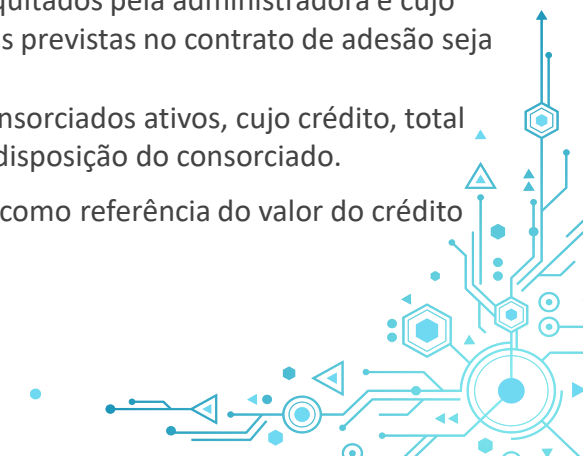 quitados pela administradora e cujo
s previstas no contrato de adesão seja
nsorciados ativos, cujo crédito, total
disposição do consorciado.
como referência do valor do crédito